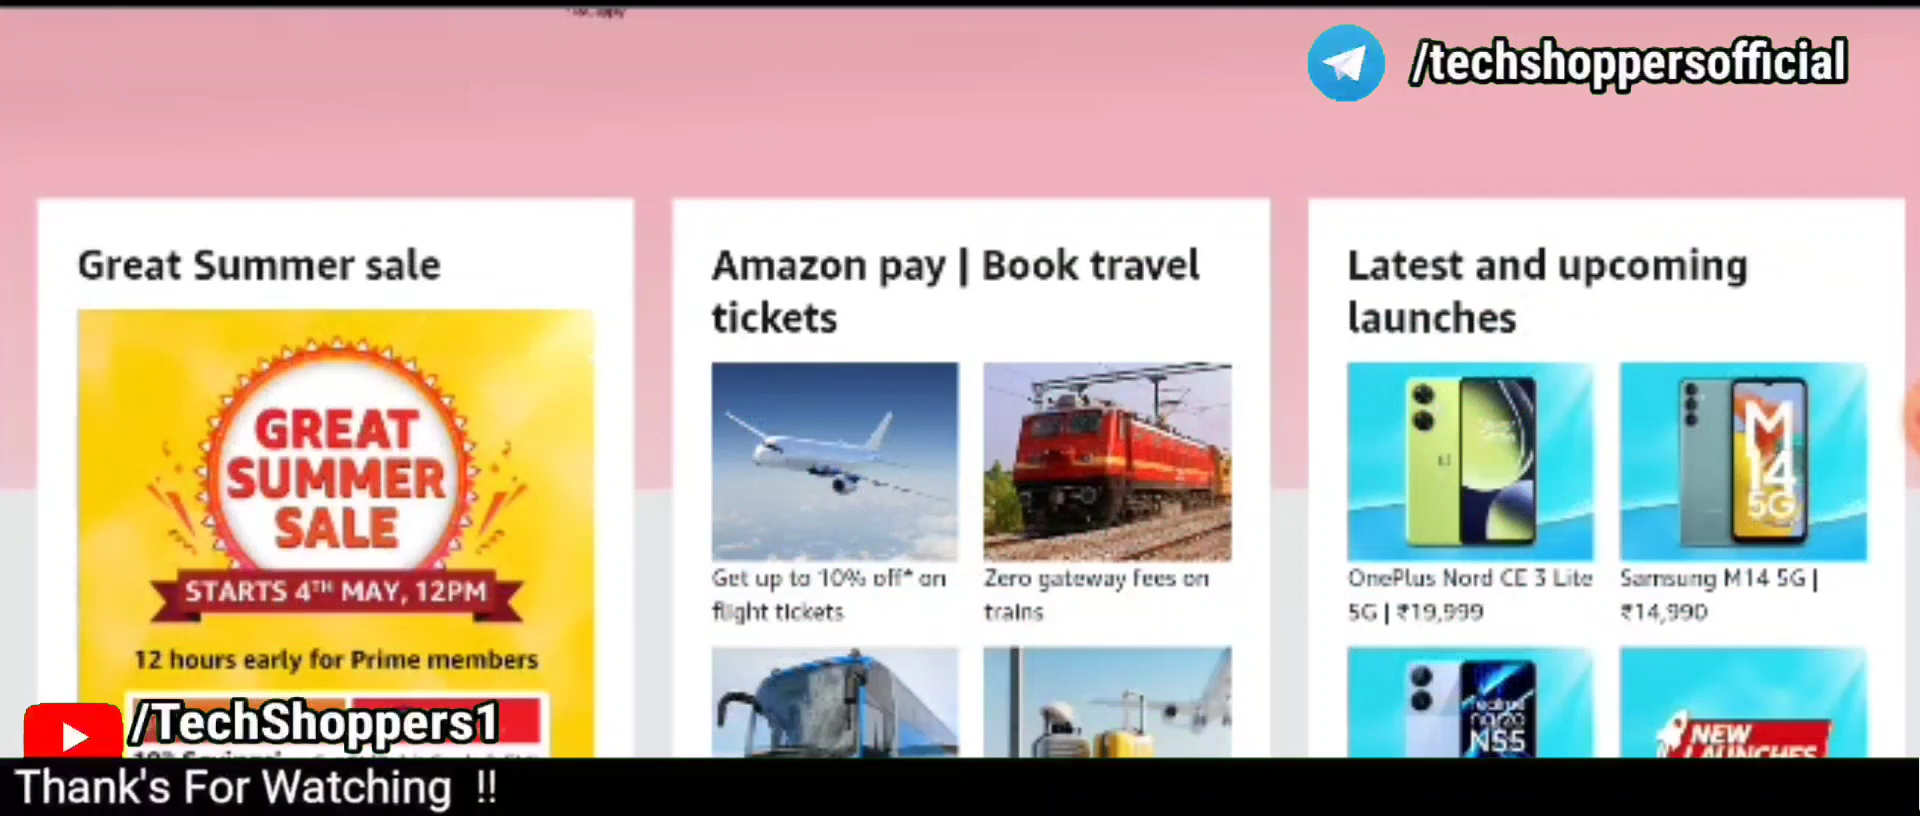 /techshoppersofficial
Great Summer sale
GREAT
SUMMER
SALE
STARTS 4TH MAY, 12PM
12 hours early for Prime members
Amazon pay | Book travel
tickets
Get up to 10% off* on
flight tickets
Zero gateway fees on
trains
Latest and upcoming
launches
M
14
5G
OnePlus Nord CE 3 Lite
5G | ₹19,999
Samsung M14 5G |
₹14,990
realme
narzo
N55
NEW
LAUNCHES
/TechShoppers1
Thank's For Watching !!